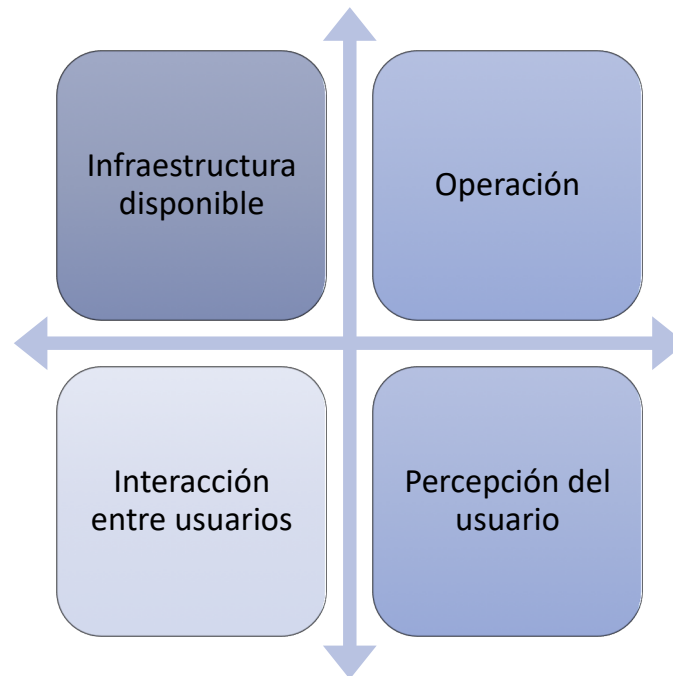 Infraestructura
disponible
Operación
Interacción
entre usuarios
Percepción del
usuario